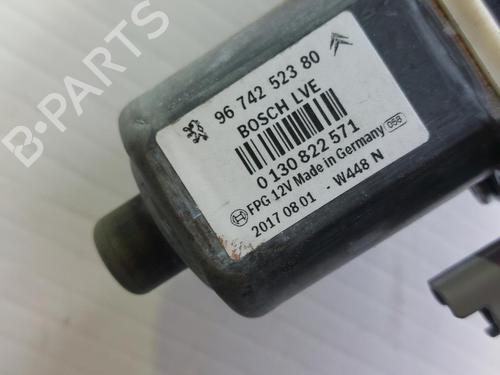 B-PARTS
96 742 523 80
BOSCH LVE
0 130 822 571
FPG 12V Made in Germany 058
2017 08 01 - W448 N